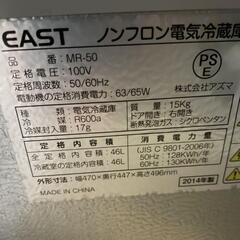 EAST ノンフロン電気冷蔵庫
品番:MR-50
定格電圧:100V
定格周波数:50/60Hz
電動機の定格消費電力:63/65W
PSE
株式会社アズマ
種類:電気冷蔵庫
冷媒:R600a
冷媒封入量:17g
質量:15Kg
ドア開き:右開き
断熱発泡ガス:シクロペンタン
定格内容積
定格内容積:46L
冷蔵室:46L
消費電力量
(JIS C 9801-2006年)
50Hz:128KWh/年
60Hz:130KWh/年
外形寸法:幅470×奥行447×高さ496mm
MADE IN CHINA
2014年製